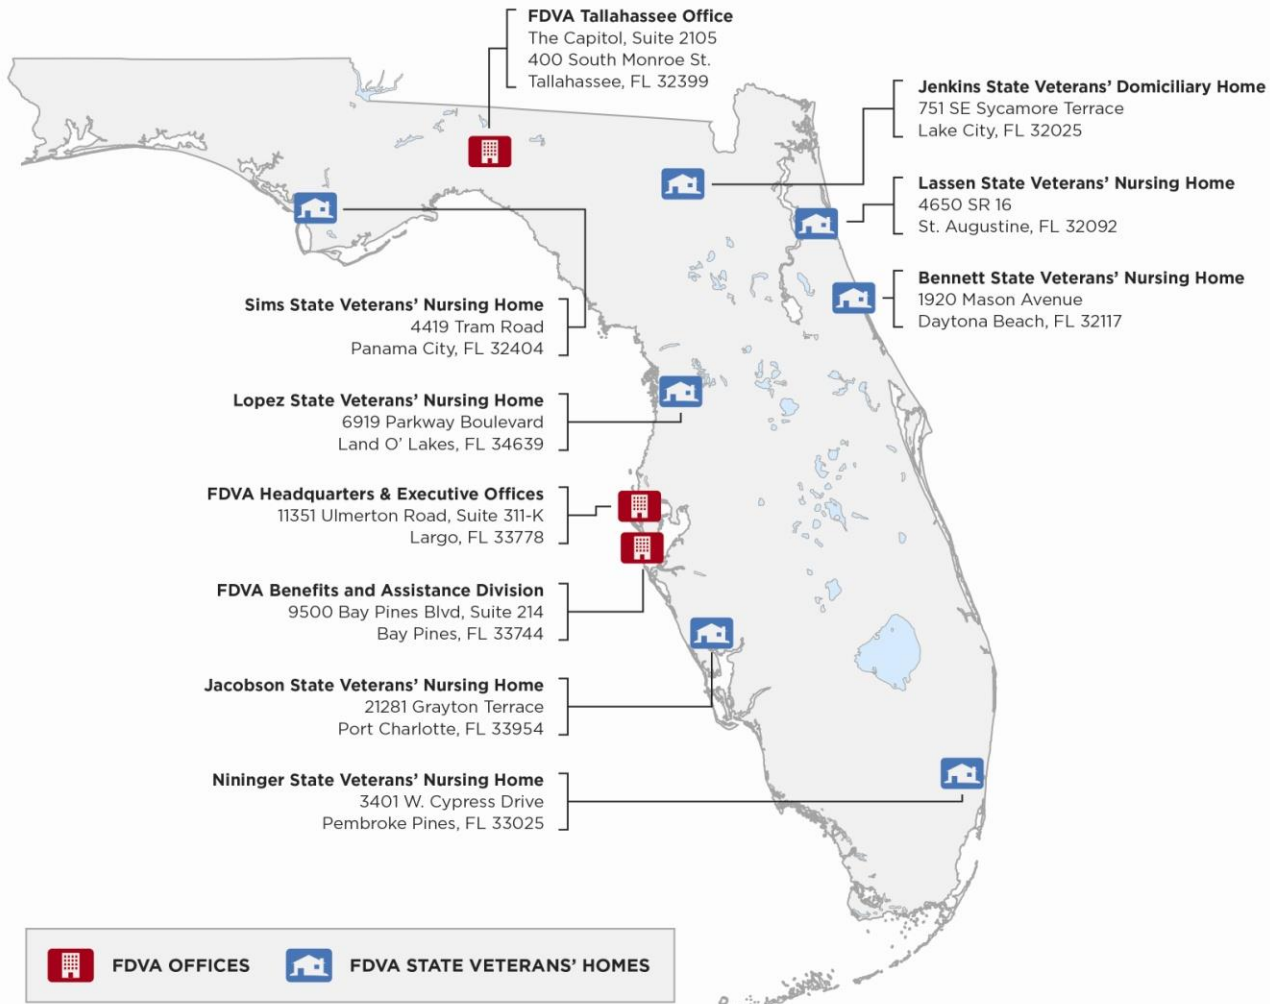 FDVA Tallahassee Office
The Capitol, Suite 2105
400 South Monroe St.
Tallahassee, FL 32399
Jenkins State Veterans’ Domiciliary Home
751 SE Sycamore Terrace
Lake City, FL 32025
Lassen State Veterans’ Nursing Home
4650 SR 16
St. Augustine, FL 32092
Bennett State Veterans’ Nursing Home
1920 Mason Avenue
Daytona Beach, FL 32117
Sims State Veterans’ Nursing Home
4419 Tram Road
Panama City, FL 32404
Lopez State Veterans’ Nursing Home
6919 Parkway Boulevard
Land O’ Lakes, FL 34639
FDVA Headquarters & Executive Offices
11351 Ulmerton Road, Suite 311-K
Largo, FL 33778
FDVA Benefits and Assistance Division
9500 Bay Pines Blvd, Suite 214
Bay Pines, FL 33744
Jacobson State Veterans’ Nursing Home
21281 Grayton Terrace
Port Charlotte, FL 33954
Nininger State Veterans’ Nursing Home
3401 W. Cypress Drive
Pembroke Pines, FL 33025
FDVA OFFICES
FDVA STATE VETERANS’ HOMES